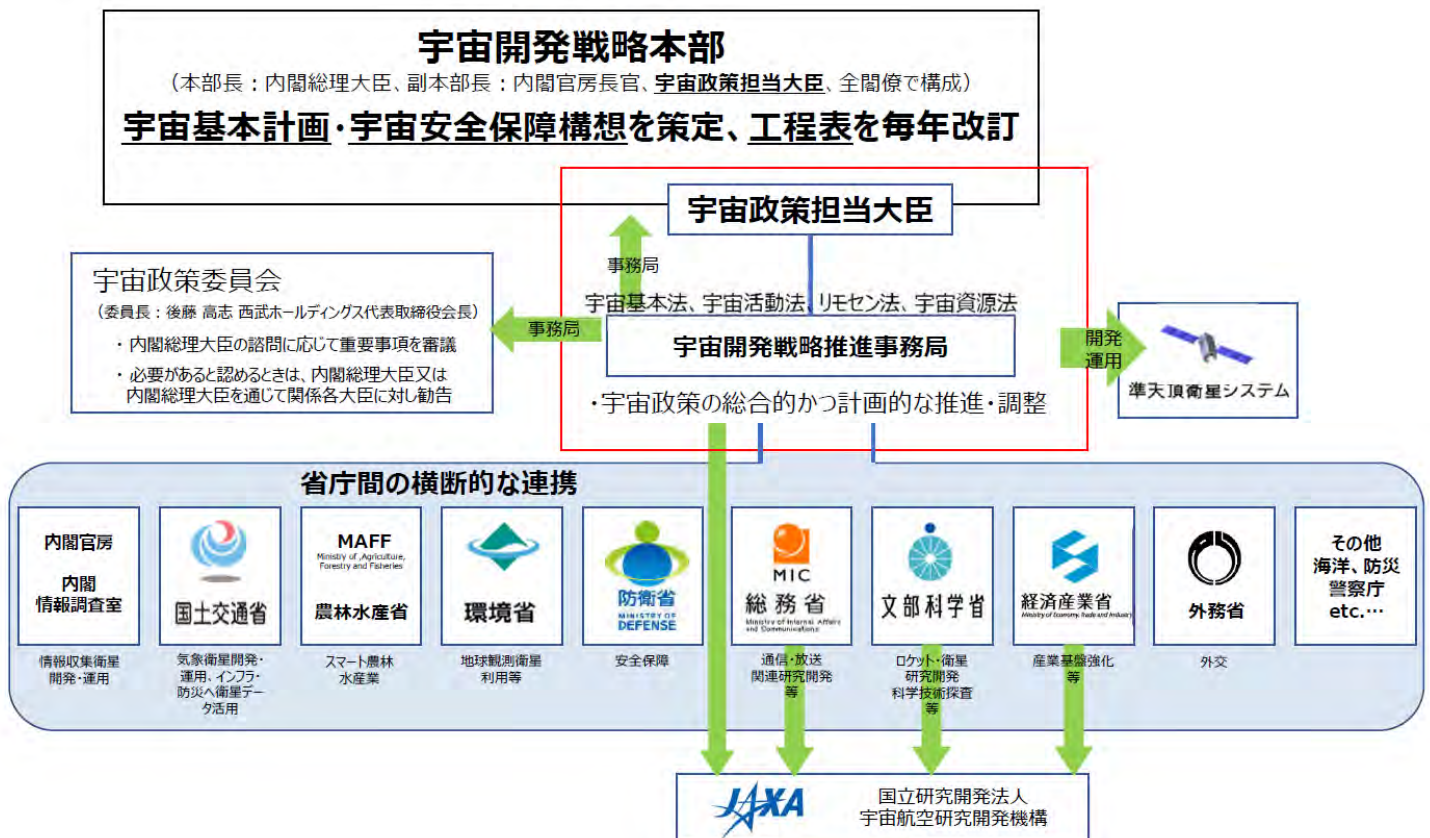 宇宙開発戦略本部
（本部長：内閣総理大臣、副本部長：内閣官房長官、宇宙政策担当大臣、全閣僚で構成）
宇宙基本計画・宇宙安全保障構想を策定、工程表を毎年改訂
宇宙政策担当大臣
事務局
宇宙政策委員会
（委員長：後藤 高志 西武ホールディングス代表取締役会長）
・内閣総理大臣の諮問に応じて重要事項を審議
・必要があると認めるときは、内閣総理大臣又は
内閣総理大臣を通じて関係各大臣に対し勧告
事務局
宇宙基本法、宇宙活動法、リモセン法、宇宙資源法
宇宙開発戦略推進事務局
・宇宙政策の総合的かつ計画的な推進・調整
開発
運用
準天頂衛星システム
省庁間の横断的な連携
内閣官房
内閣
情報調査室
情報収集衛星
開発・運用
国土交通省
気象衛星開発・
運用、インフラ・
防災へ衛星デー
タ活用
MAFF
Ministry of Agriculture,
Forestry and Fisheries
農林水産省
スマート農林
水産業
環境省
地球観測衛星
利用等
防衛省
MINISTRY OF
DEFENSE
安全保障
MIC
総務省
Ministry of Internal Affairs
and Communications
通信・放送
関連研究開発
等
文部科学省
ロケット・衛星
研究開発
科学技術探査
等
経済産業省
Ministry of Economy, Trade and Industry
産業基盤強化
等
外務省
外交
その他
海洋、防災
警察庁
etc.…
JAXA
国立研究開発法人
宇宙航空研究開発機構